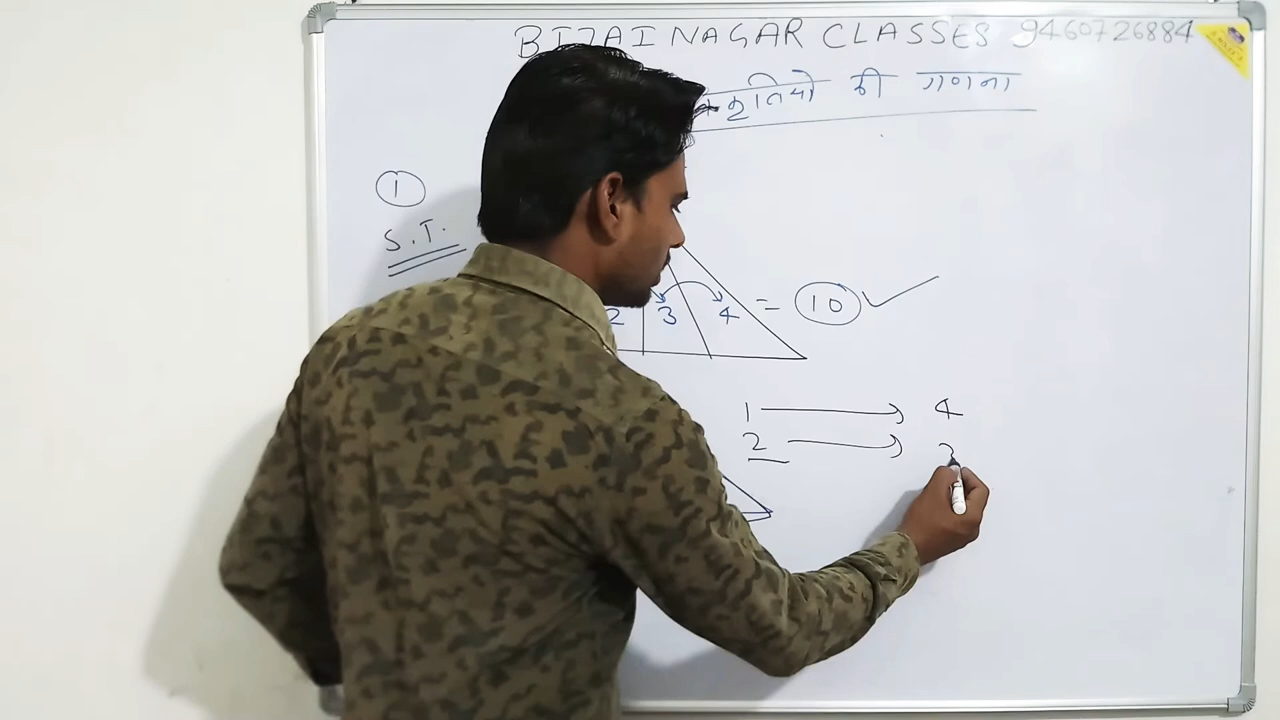 BIJAINAGAR CLASSES 9460726884
की गणना
1
S.T.
2 3 4 = 10 ✓
1 → 4
2 → 3